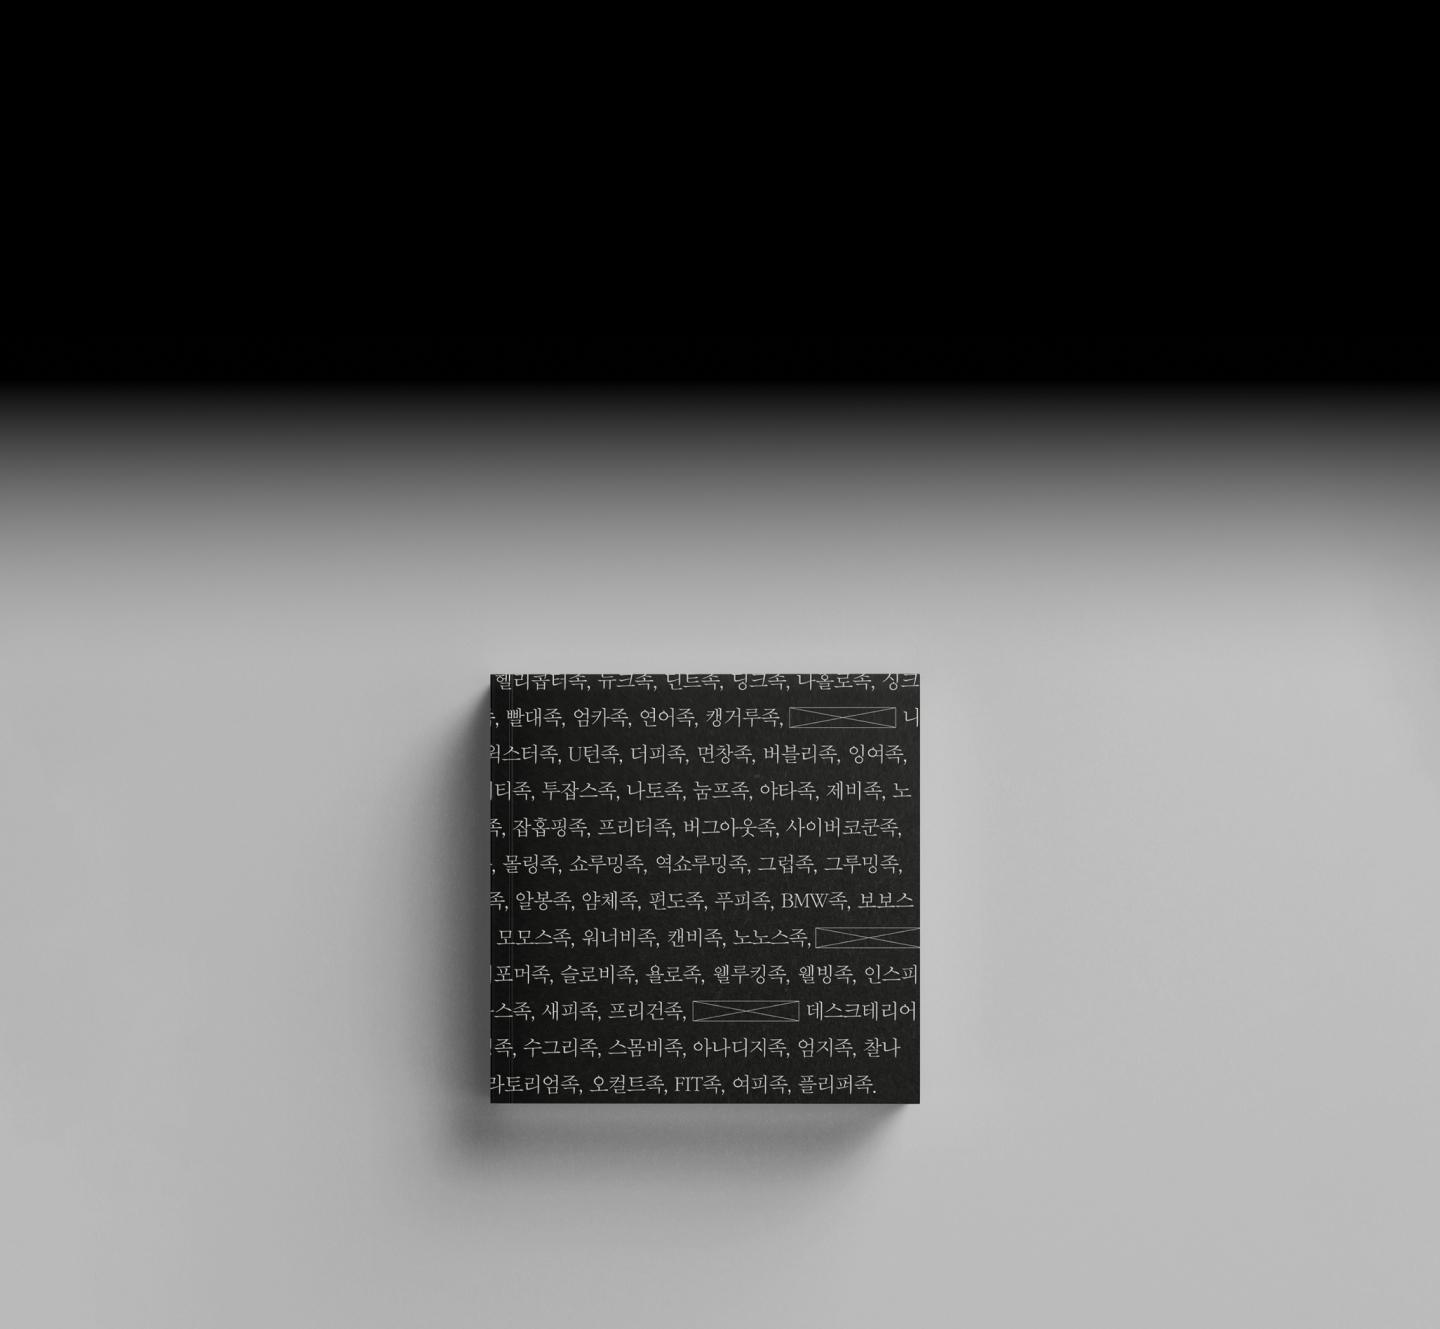 헬리콥터족, 뉴크족, 딘트족, 딩크족, 나홀로족, 싱크
빨대족, 엄카족, 연어족, 캥거루족, 니
윅스터족, U턴족, 더피족, 면창족, 버블리족, 잉여족,
티족, 투잡스족, 나토족, 눔프족, 야타족, 제비족, 노
족, 잡홉핑족, 프리터족, 버그아웃족, 사이버코쿤족,
몰링족, 쇼루밍족, 역쇼루밍족, 그럽족, 그루밍족,
족, 알봉족, 얌체족, 편도족, 푸피족, BMW족, 보보스
모모스족, 워너비족, 캔비족, 노노스족,
포머족, 슬로비족, 욜로족, 웰루킹족, 웰빙족, 인스피
스족, 새피족, 프리건족, 데스크테리어
족, 수그리족, 스몸비족, 아나디지족, 엄지족, 찰나
라토리엄족, 오컬트족, FIT족, 여피족, 플리퍼족.